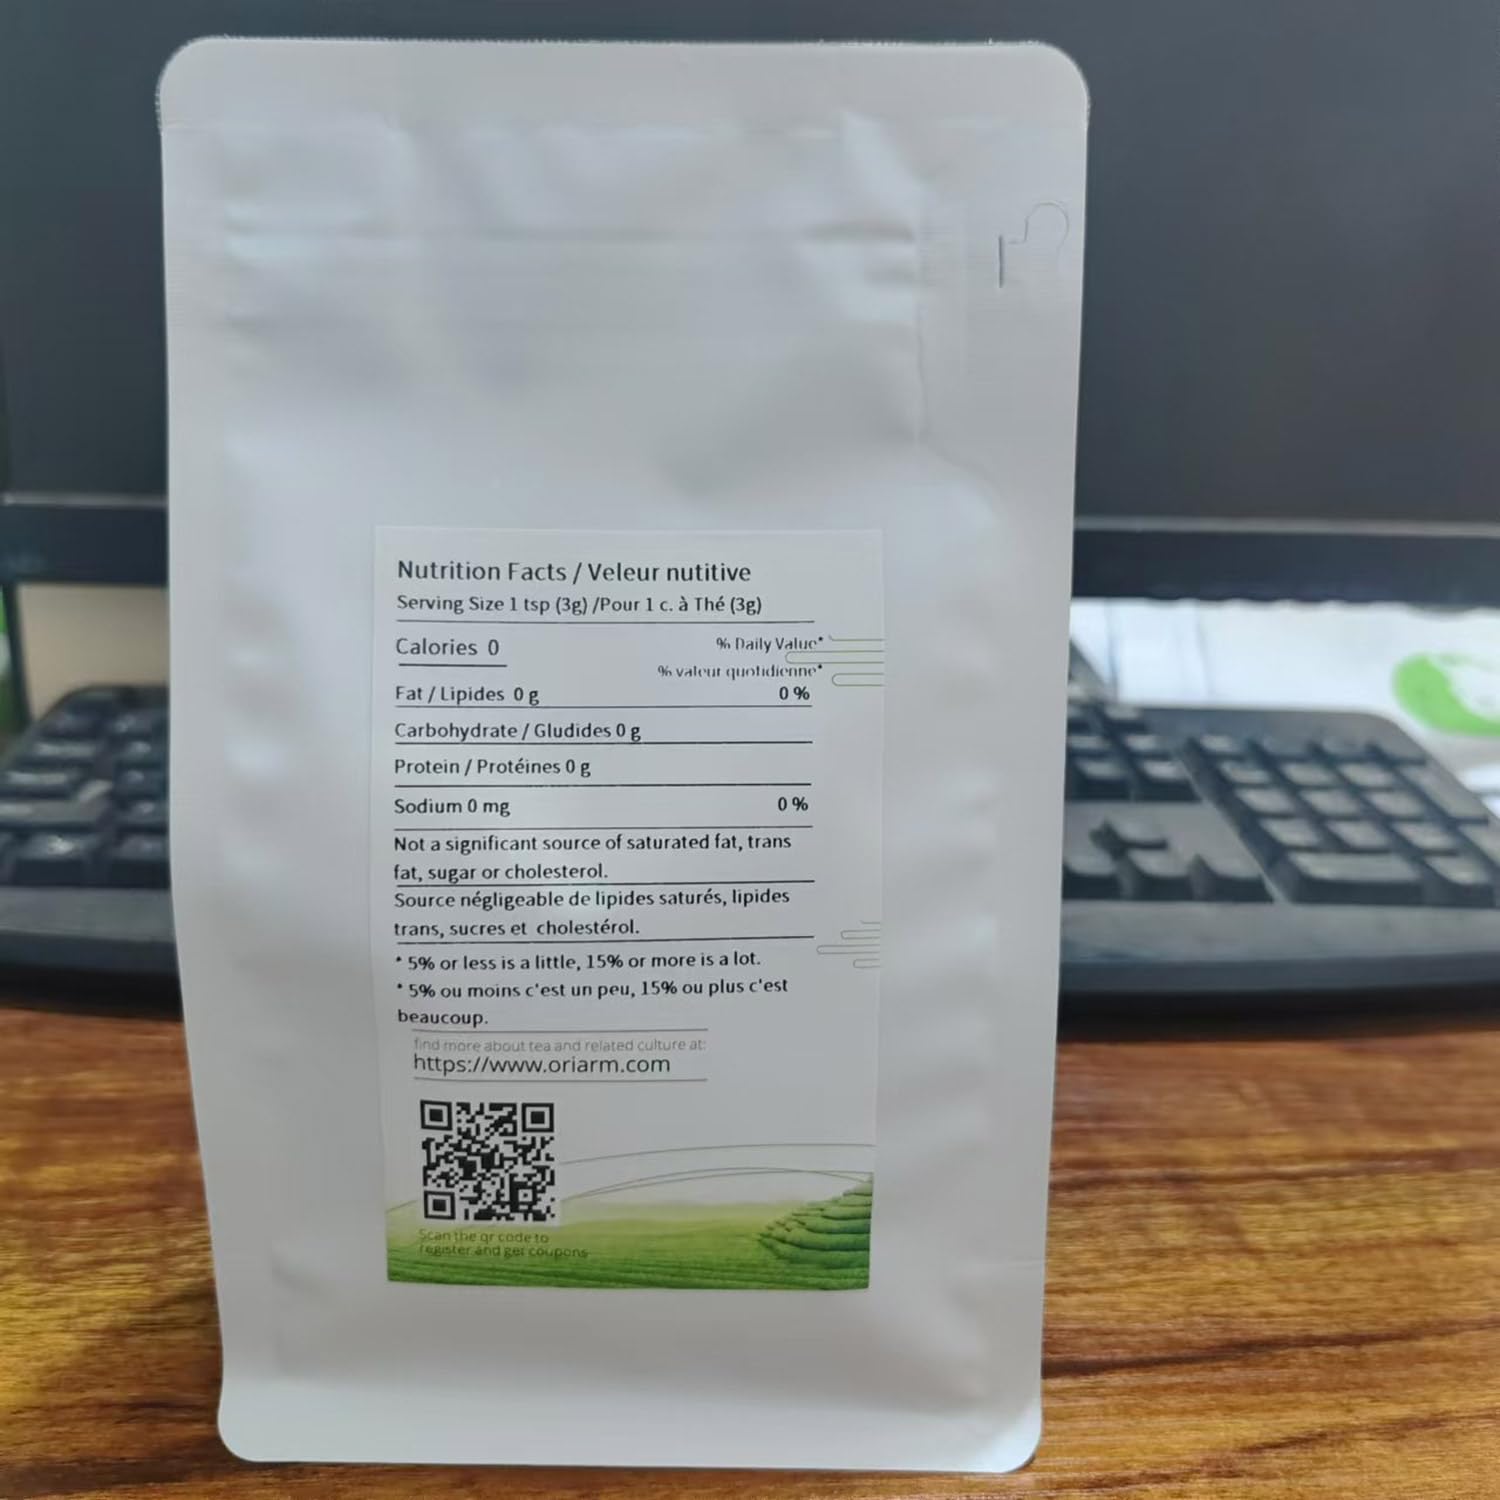 Nutrition Facts / Veleur nutitive
Serving Size 1 tsp (3g) /Pour 1 c. à Thé (3g)
Calories 0
% Daily Value*
% valeur quotidienne*
Fat / Lipides 0 g 0 %
Carbohydrate / Gludides 0 g
Protein / Protéines 0 g
Sodium 0 mg 0 %
Not a significant source of saturated fat, trans
fat, sugar or cholesterol.
Source négligeable de lipides saturés, lipides
trans, sucres et cholestérol.
* 5% or less is a little, 15% or more is a lot.
* 5% ou moins c'est un peu, 15% ou plus c'est
beaucoup.
find more about tea and related culture at:
https://www.oriarm.com
Scan the qr code to
register and get coupons